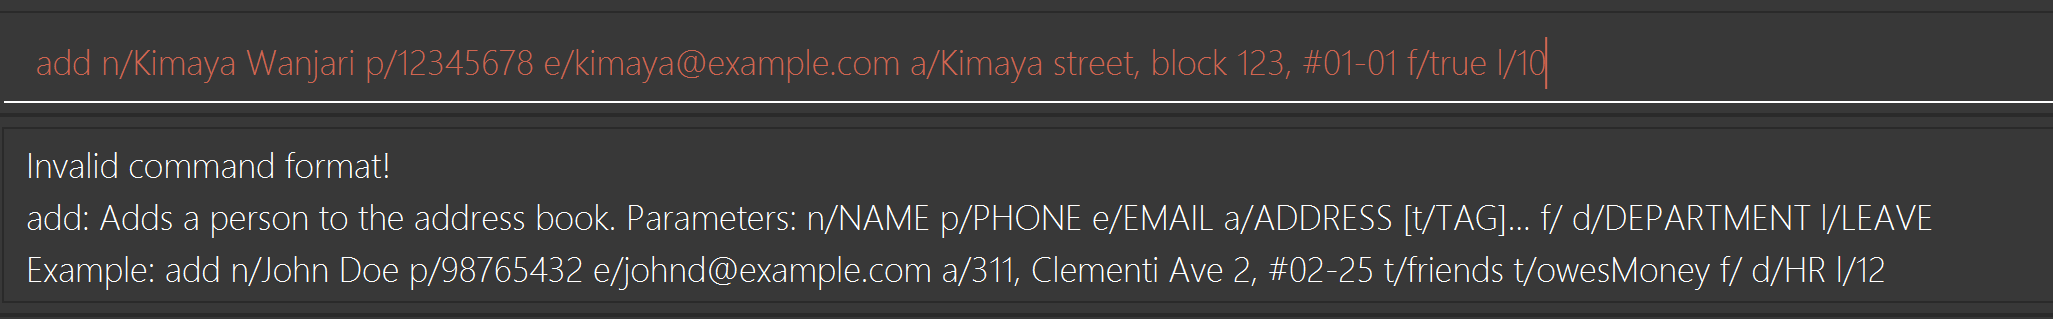 add n/Kimaya Wanjari p/12345678 e/kimaya@example.com a/Kimaya street, block 123, #01-01 f/true l/10
Invalid command format!
add: Adds a person to the address book. Parameters: n/NAME p/PHONE e/EMAIL a/ADDRESS [t/TAG]... f/ d/DEPARTMENT l/LEAVE
Example: add n/John Doe p/98765432 e/johnd@example.com a/311, Clementi Ave 2, #02-25 t/friends t/owesMoney f/ d/HR l/12